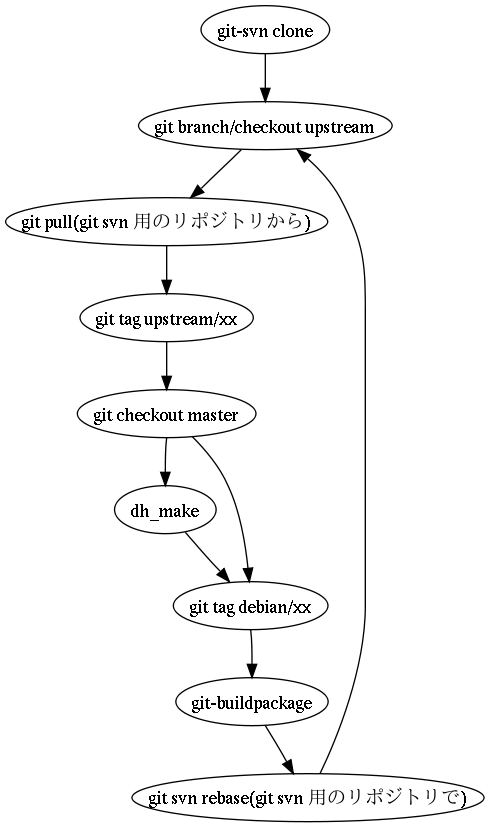 git-svn clone
git branch/checkout upstream
git pull(git svn 用のリポジトリから)
git tag upstream/xx
git checkout master
dh_make
git tag debian/xx
git-buildpackage
git svn rebase(git svn 用のリポジトリで)